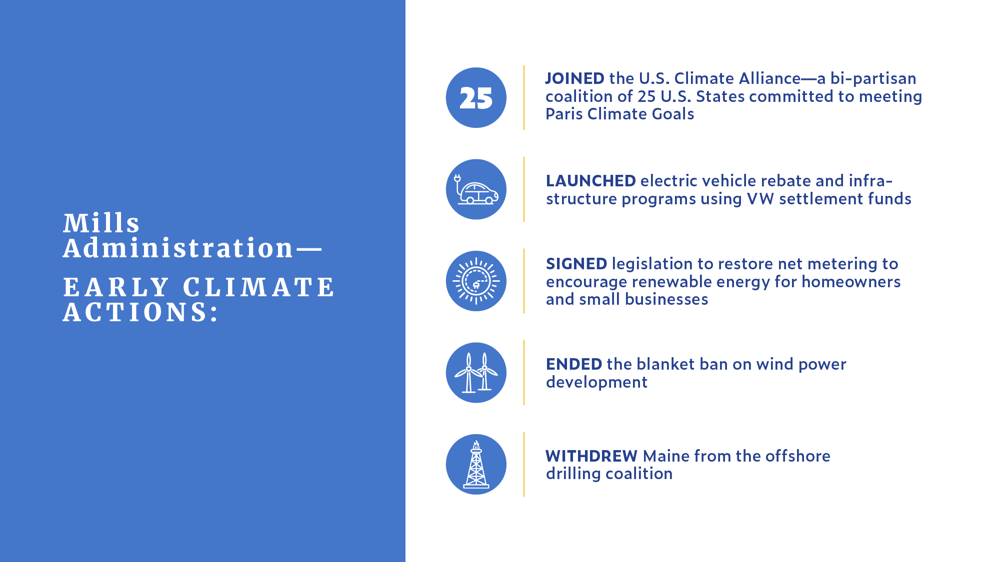 Mills
Administration—
EARLY CLIMATE
ACTIONS:
25
JOINED the U.S. Climate Alliance—a bi-partisan
coalition of 25 U.S. States committed to meeting
Paris Climate Goals
LAUNCHED electric vehicle rebate and infra-
structure programs using VW settlement funds
SIGNED legislation to restore net metering to
encourage renewable energy for homeowners
and small businesses
ENDED the blanket ban on wind power
development
WITHDREW Maine from the offshore
drilling coalition